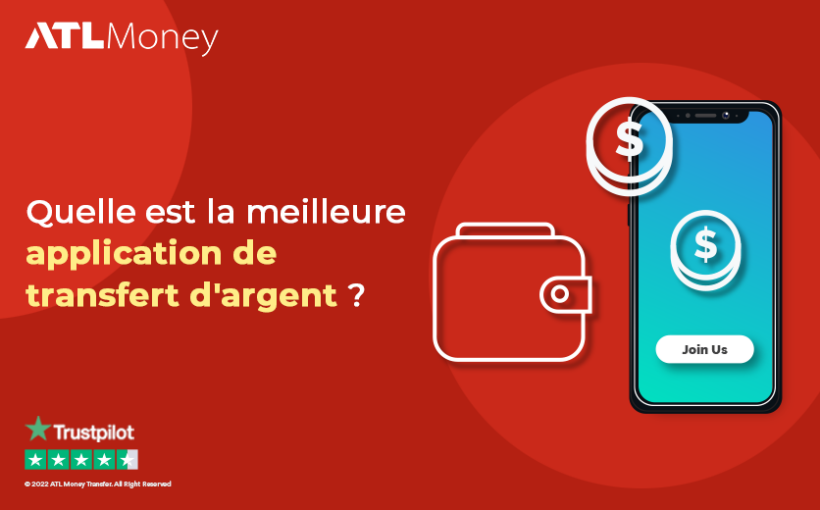 ATLMoney
$
Quelle est la meilleure
application de
transfert d'argent ?
$
Join Us
Trustpilot
© 2022 ATL Money Transfer. All Right Reserved